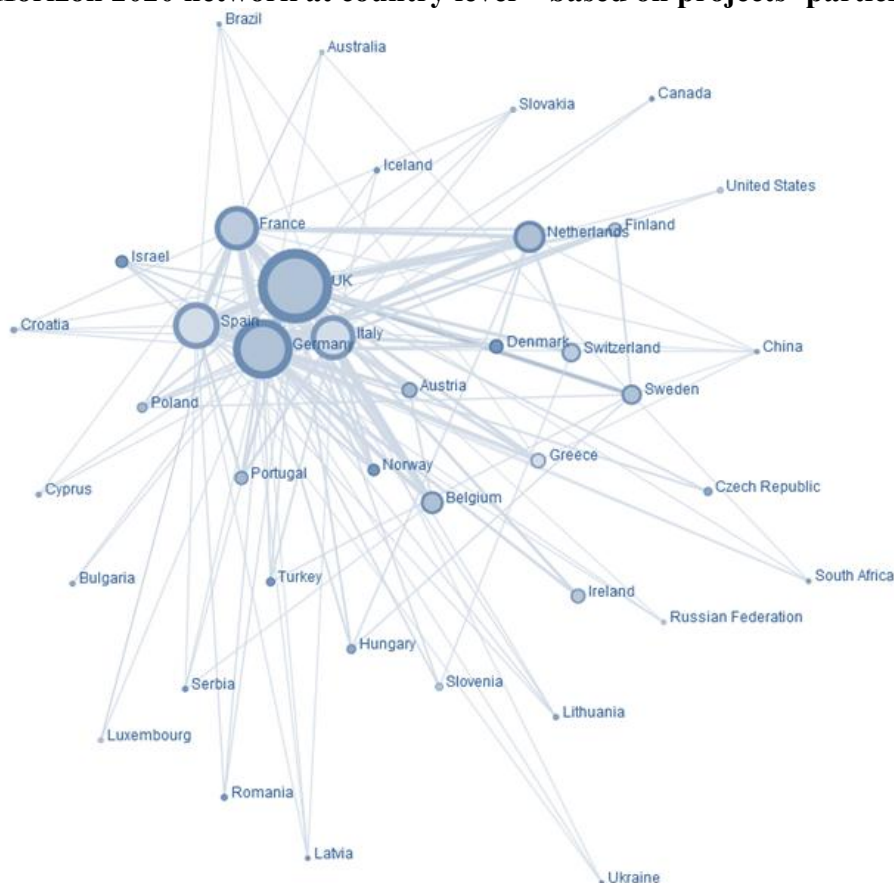 Horizon 2020 network at country level – based on projects' partici
Brazil
Australia
Slovakia
Canada
Iceland
United States
France
Netherlands
Finland
Israel
UK
Croatia
Spain
Italy
Germany
Denmark
Switzerland
China
Austria
Sweden
Poland
Greece
Norway
Portugal
Cyprus
Belgium
Czech Republic
Bulgaria
Turkey
South Africa
Ireland
Russian Federation
Hungary
Serbia
Slovenia
Lithuania
Luxembourg
Romania
Latvia
Ukraine